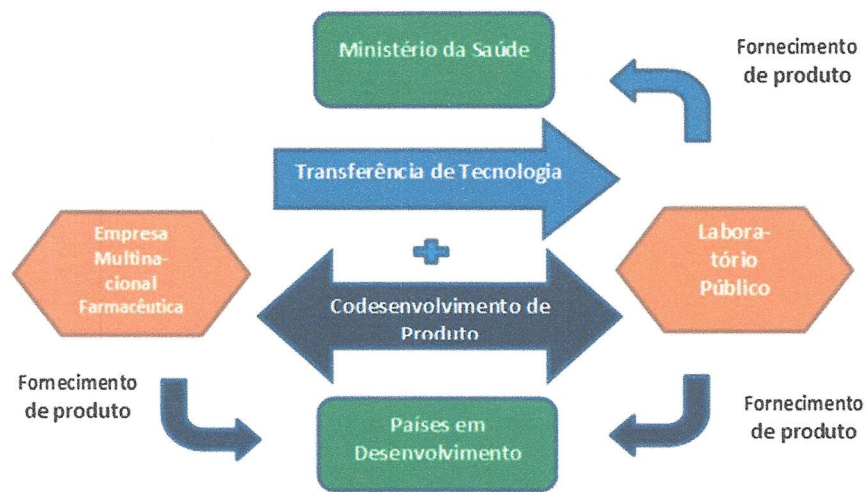 Ministério da Saúde
Fornecimento
de produto
Transferência de Tecnologia
Empresa
Multina-
cional
Farmacêutica
Labora-
tório
Público
Codesenvolvimento de
Produto
Fornecimento
de produto
Países em
Desenvolvimento
Fornecimento
de produto